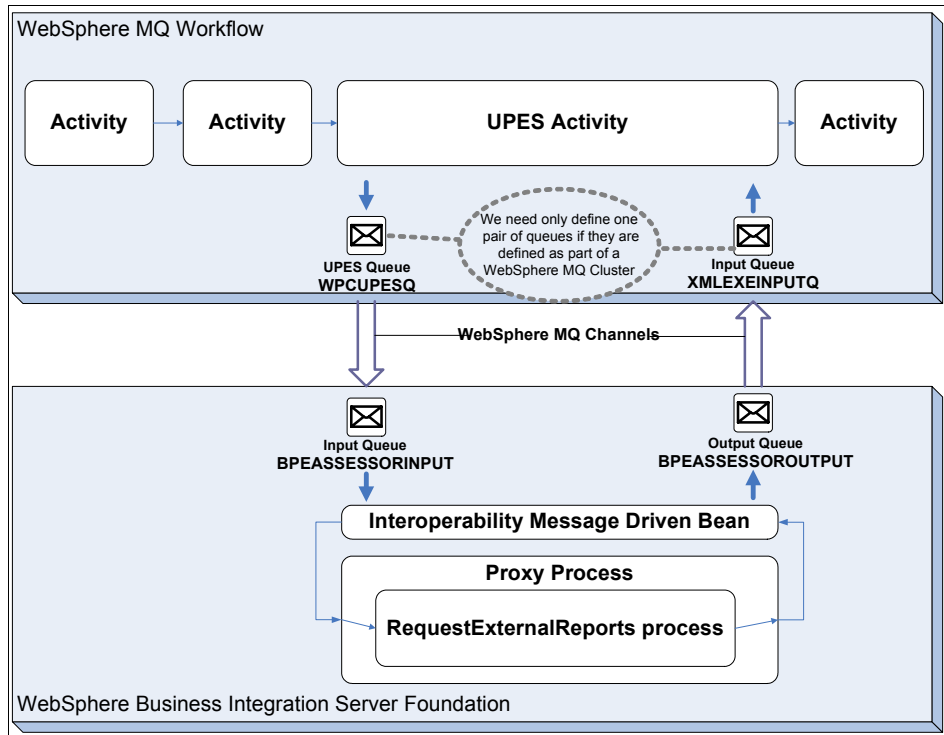 WebSphere MQ Workflow
Activity
Activity
UPES Activity
Activity
We need only define one
pair of queues if they are
defined as part of a
WebSphere MQ Cluster
UPES Queue
WPCUPESQ
Input Queue
XMLEXEINPUTQ
WebSphere MQ Channels
Input Queue
BPEASSESSORINPUT
Output Queue
BPEASSESSOROUTPUT
Interoperability Message Driven Bean
Proxy Process
RequestExternalReports process
WebSphere Business Integration Server Foundation